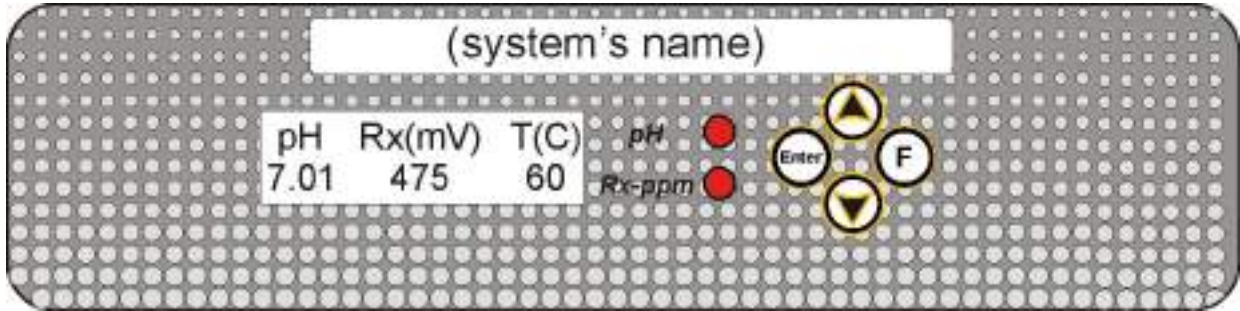 (system's name)
pH Rx(mV) T(C)
7.01 475 60
pH
Rx-ppm
Enter
F